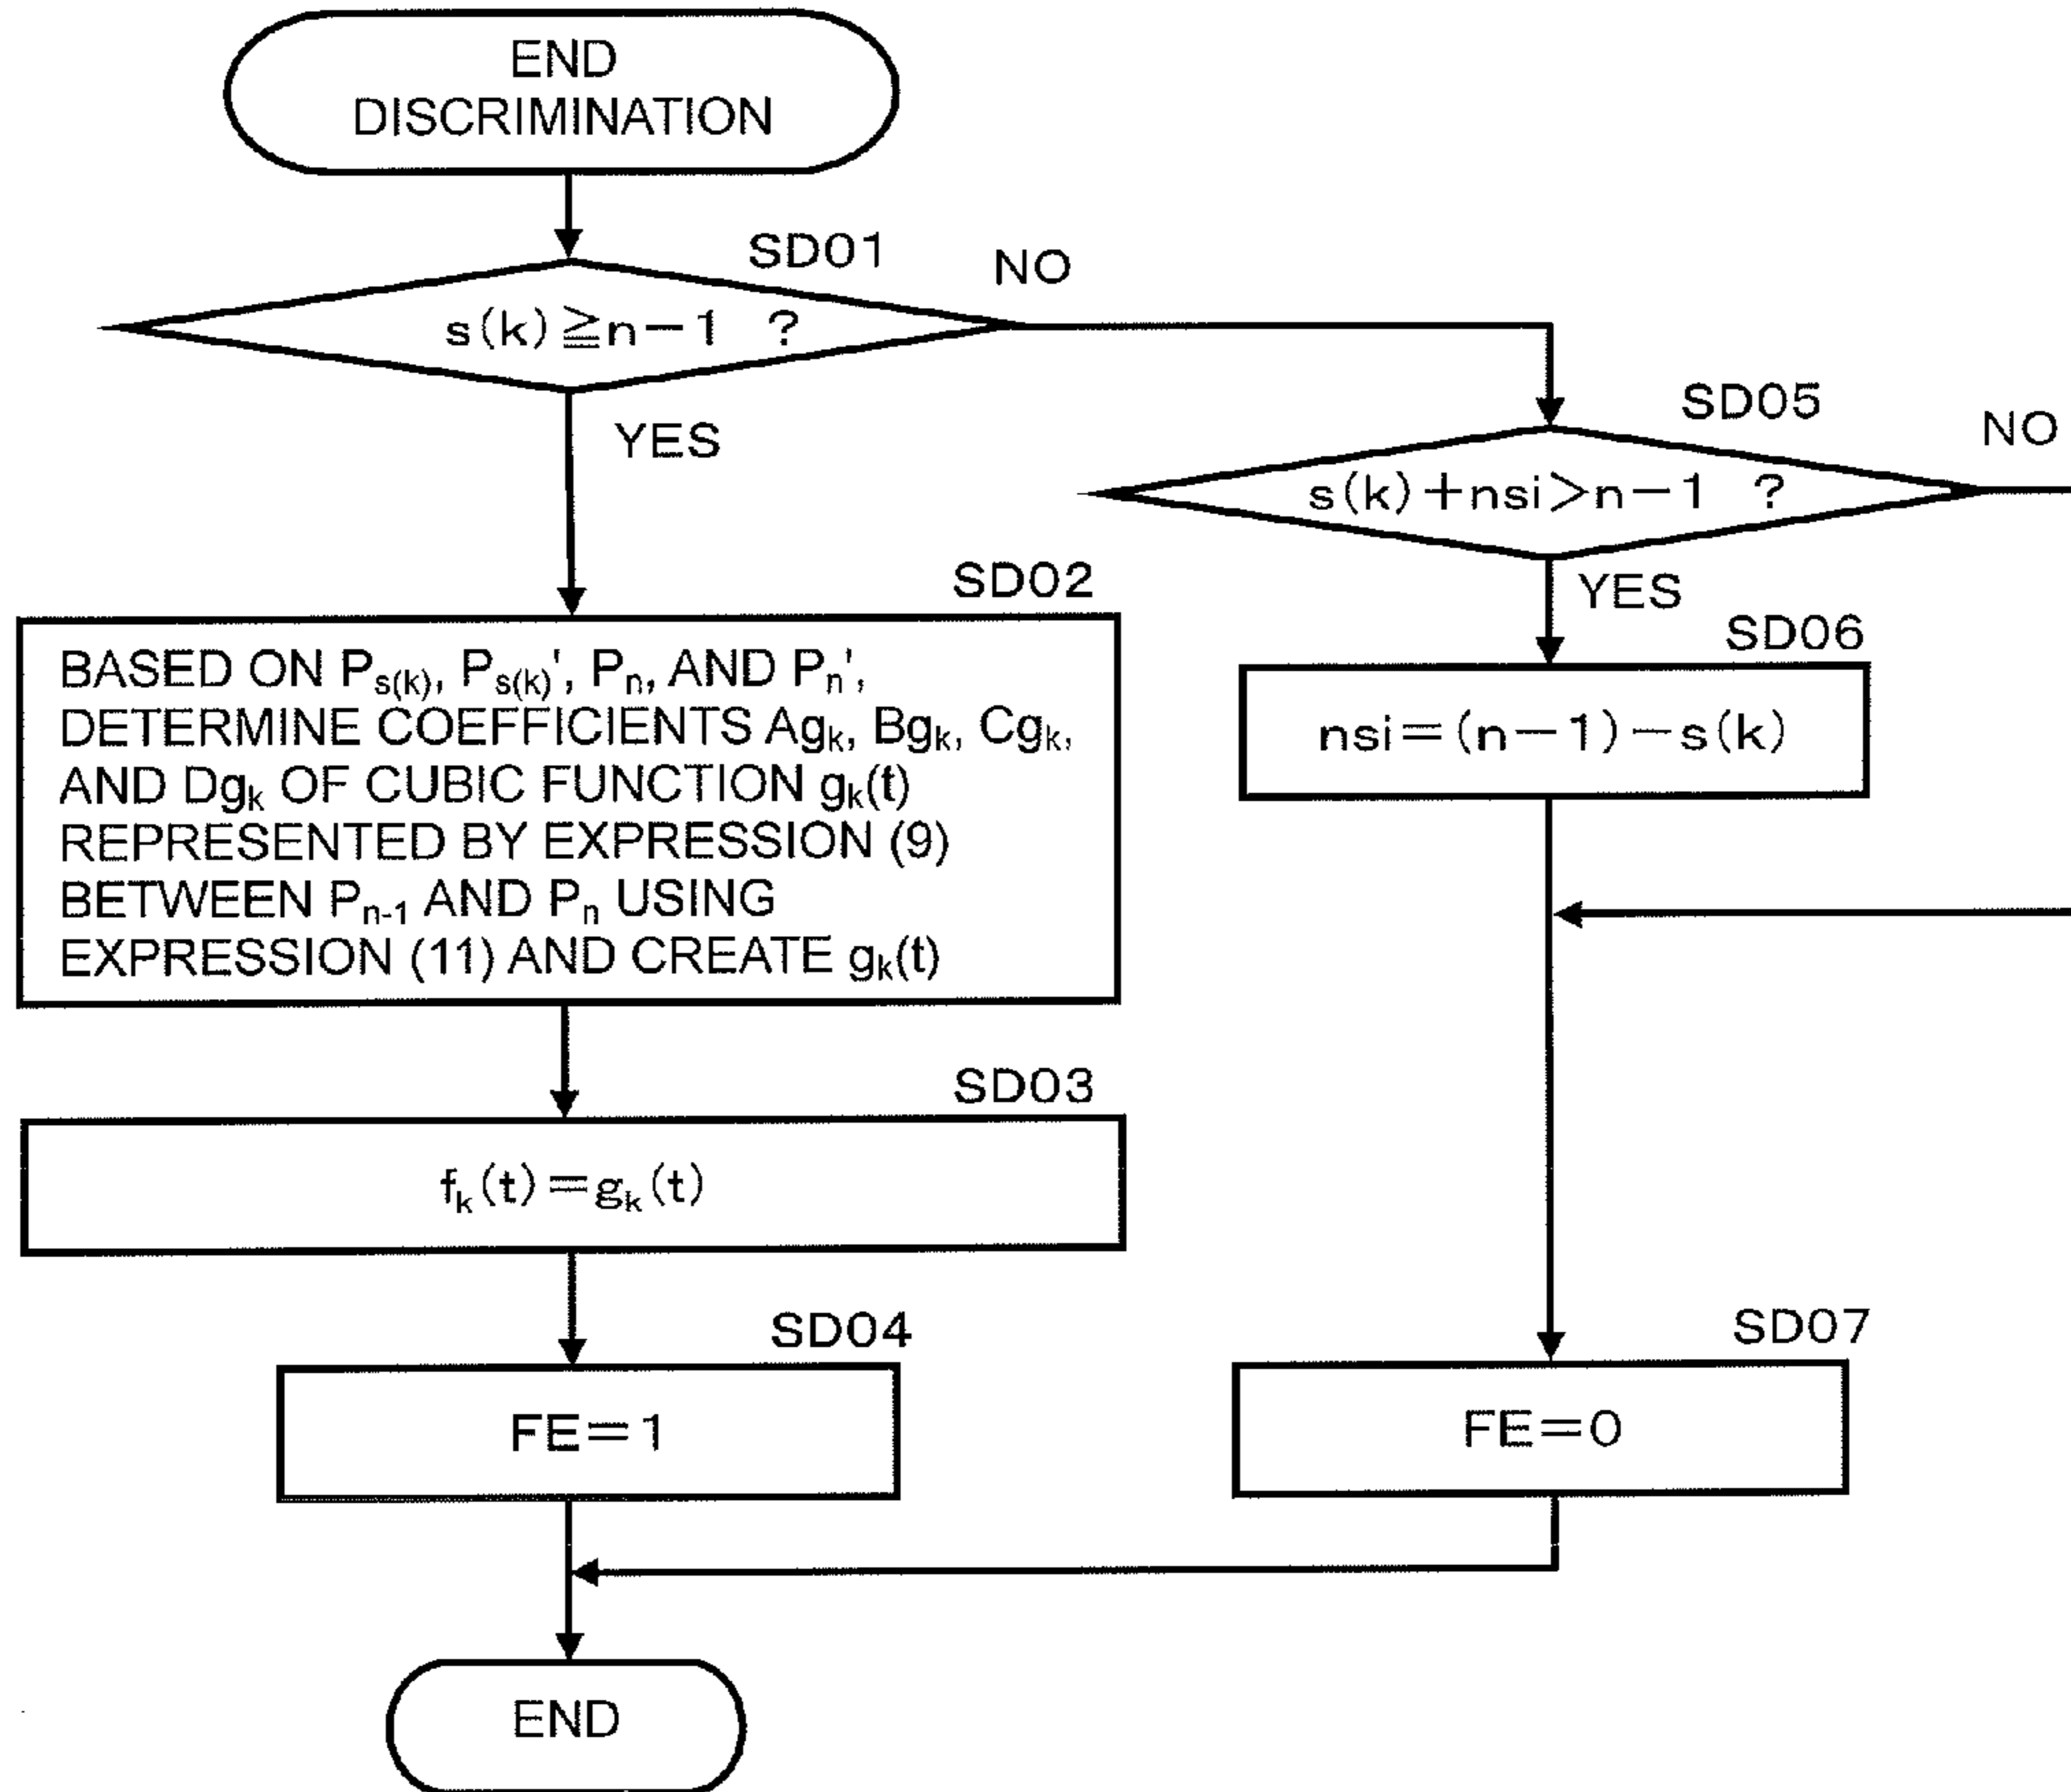 END
DISCRIMINATION
SD01
NO
s(k)≧n−1 ?
YES
SD05
NO
s(k)+nsi>n−1 ?
YES
SD02
BASED ON Ps(k), Ps(k)', Pn, AND Pn',
DETERMINE COEFFICIENTS Agk, Bgk, Cgk,
AND Dgk OF CUBIC FUNCTION gk(t)
REPRESENTED BY EXPRESSION (9)
BETWEEN Pn-1 AND Pn USING
EXPRESSION (11) AND CREATE gk(t)
SD06
nsi=(n−1)−s(k)
SD03
fk(t)=gk(t)
SD04
FE=1
SD07
FE=0
END